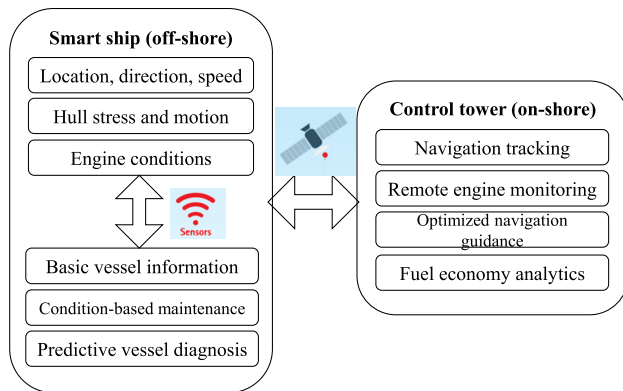 Smart ship (off-shore)
Location, direction, speed
Hull stress and motion
Engine conditions
Sensors
Basic vessel information
Condition-based maintenance
Predictive vessel diagnosis
Control tower (on-shore)
Navigation tracking
Remote engine monitoring
Optimized navigation
guidance
Fuel economy analytics